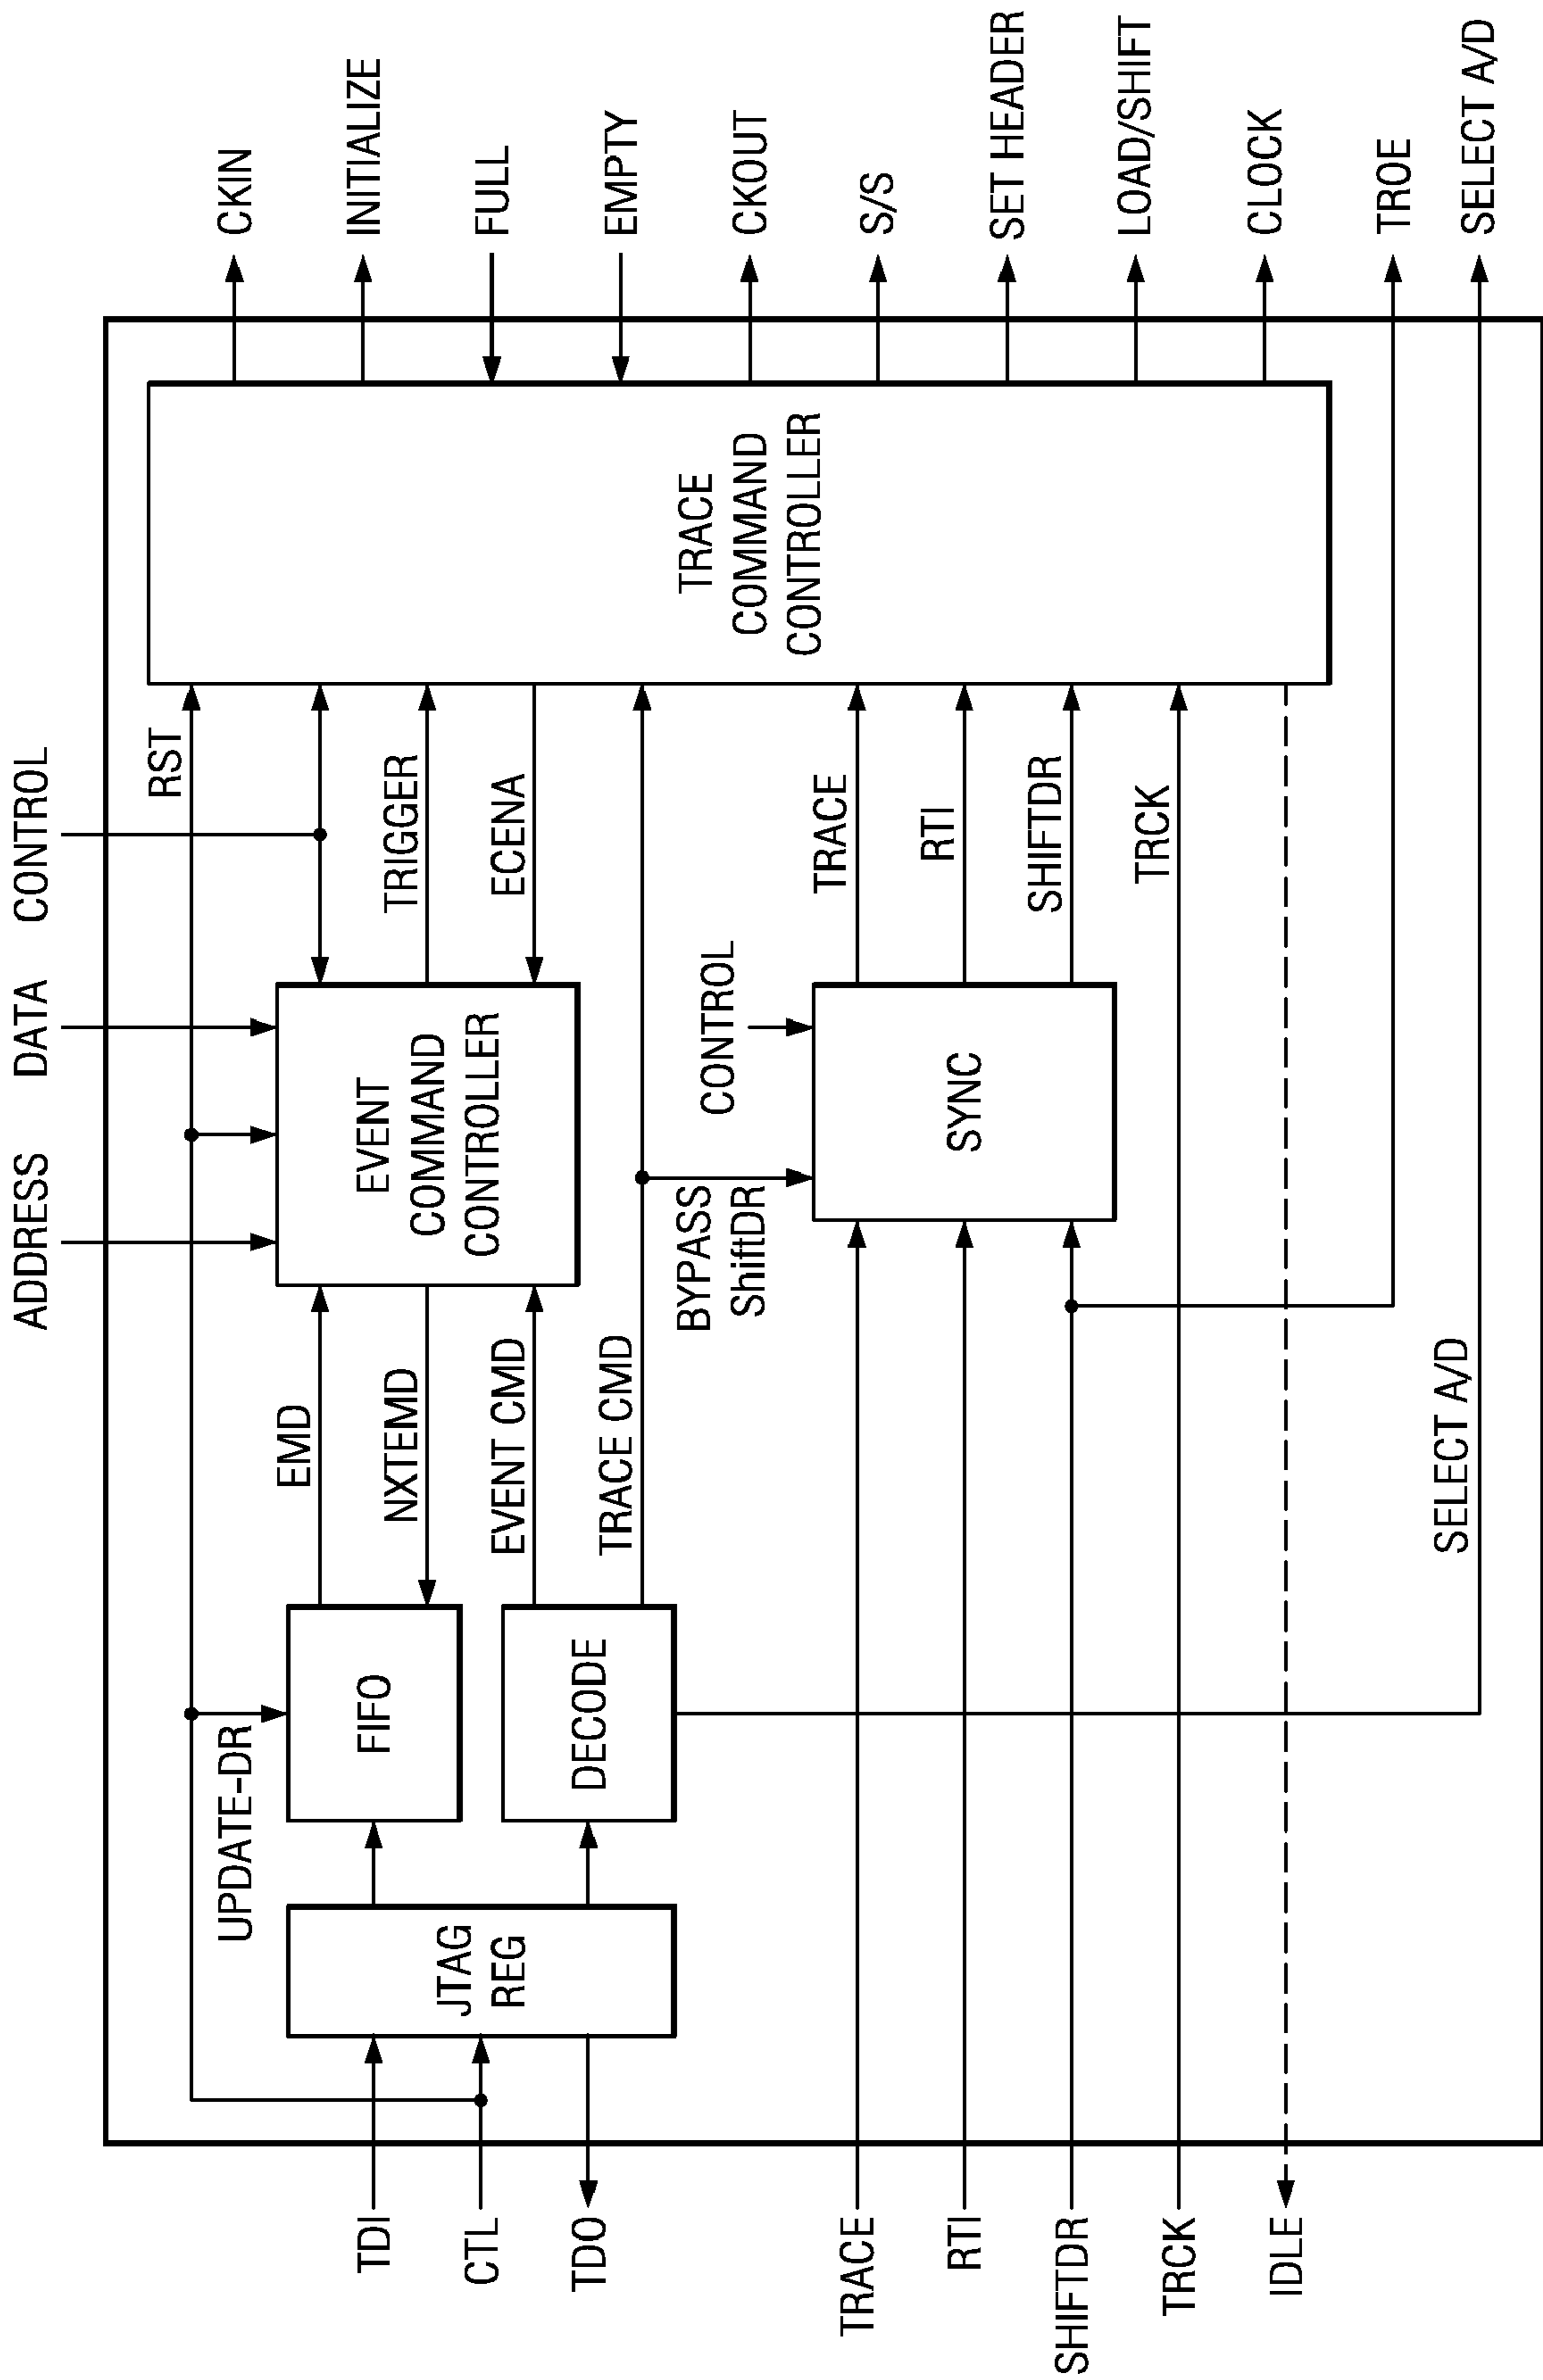 ADDRESS
DATA
CONTROL
RST
UPDATE-DR
CKIN
INITIALIZE
FULL
EMPTY
CKOUT
S/S
SET HEADER
LOAD/SHIFT
CLOCK
TROE
SELECT A/D
TDI
CTL
TDO
JTAG
REG
FIFO
DECODE
EMD
NXTEMD
EVENT CMD
TRACE CMD
EVENT
COMMAND
CONTROLLER
TRIGGER
ECENA
TRACE
COMMAND
CONTROLLER
BYPASS
ShiftDR
CONTROL
SYNC
TRACE
RTI
SHIFTDR
TRCK
TRACE
RTI
SHIFTDR
TRCK
IDLE
SELECT A/D